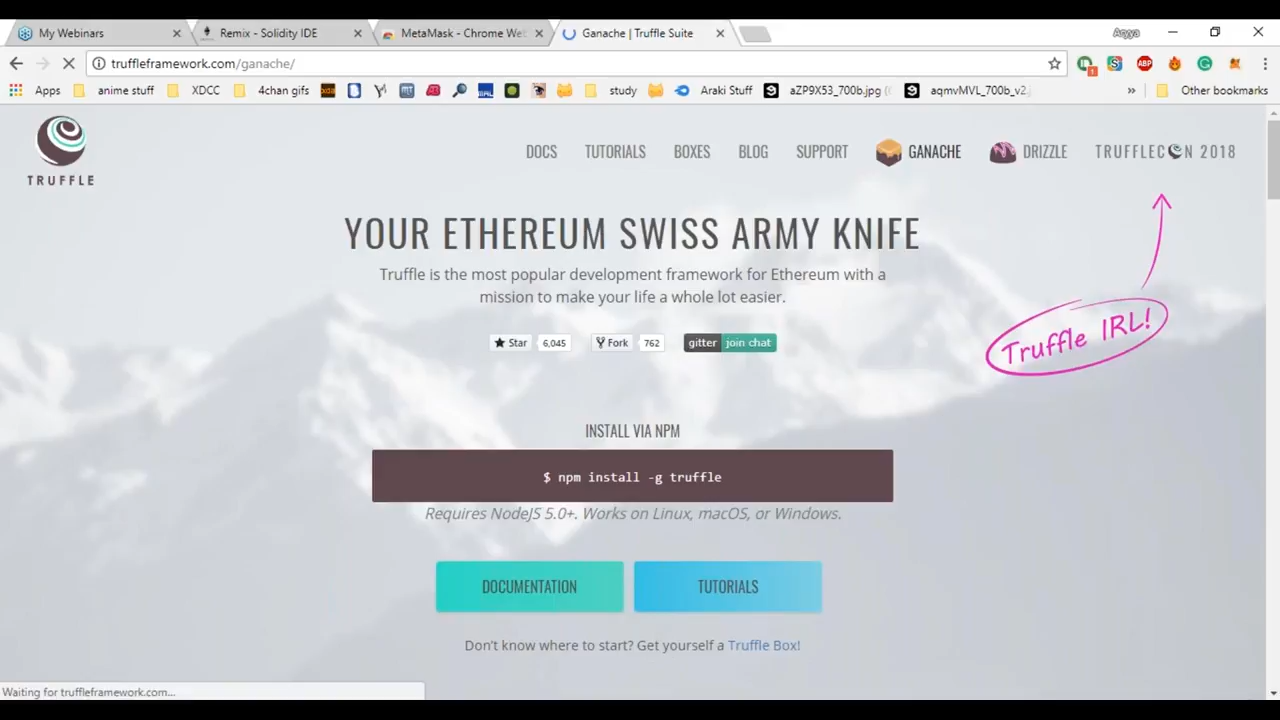 My Webinars
Remix - Solidity IDE
MetaMask - Chrome Web
Ganache | Truffle Suite
truffleframework.com/ganache/
1
ABP
Apps
anime stuff
XDCC
4chan gifs
xda
study
Araki Stuff
aZP9X53_700b.jpg (
aqmvMVL_700b_v2.
»
Other bookmarks
TRUFFLE
DOCS
TUTORIALS
BOXES
BLOG
SUPPORT
GANACHE
DRIZZLE
TRUFFLECON 2018
YOUR ETHEREUM SWISS ARMY KNIFE
Truffle is the most popular development framework for Ethereum with a
mission to make your life a whole lot easier.
Star 6,045
Fork 762
gitter join chat
Truffle IRL!
INSTALL VIA NPM
$ npm install -g truffle
Requires NodeJS 5.0+. Works on Linux, macOS, or Windows.
DOCUMENTATION
TUTORIALS
Don't know where to start? Get yourself a Truffle Box!
Waiting for truffleframework.com...